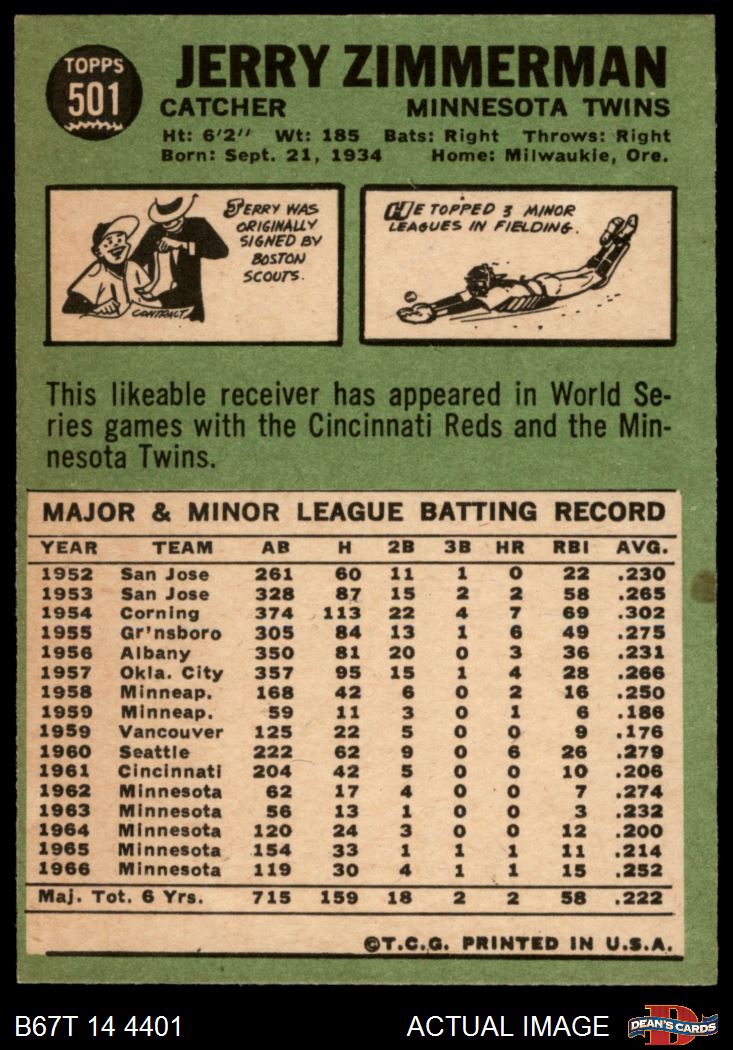 TOPPS
501
JERRY ZIMMERMAN
CATCHER MINNESOTA TWINS
Ht: 6'2" Wt: 185 Bats: Right Throws: Right
Born: Sept. 21, 1934 Home: Milwaukie, Ore.
JERRY WAS
ORIGINALLY
SIGNED BY
BOSTON
SCOUTS.
CONTRACT
HE TOPPED 3 MINOR
LEAGUES IN FIELDING.
This likeable receiver has appeared in World Se-
ries games with the Cincinnati Reds and the Min-
nesota Twins.
MAJOR & MINOR LEAGUE BATTING RECORD
YEAR TEAM AB H 2B 3B HR RBI AVG.
1952 San Jose 261 60 11 1 0 22 .230
1953 San Jose 328 87 15 2 2 58 .265
1954 Corning 374 113 22 4 7 69 .302
1955 Gr'nsboro 305 84 13 1 6 49 .275
1956 Albany 350 81 20 0 3 36 .231
1957 Okla. City 357 95 15 1 4 28 .266
1958 Minneap. 168 42 6 0 2 16 .250
1959 Minneap. 59 11 3 0 1 6 .186
1959 Vancouver 125 22 5 0 0 9 .176
1960 Seattle 222 62 9 0 6 26 .279
1961 Cincinnati 204 42 5 0 0 10 .206
1962 Minnesota 62 17 4 0 0 7 .274
1963 Minnesota 56 13 1 0 0 3 .232
1964 Minnesota 120 24 3 0 0 12 .200
1965 Minnesota 154 33 1 1 1 11 .214
1966 Minnesota 119 30 4 1 1 15 .252
Maj. Tot. 6 Yrs. 715 159 18 2 2 58 .222
©T.C.G. PRINTED IN U.S.A.
B67T 14 4401 ACTUAL IMAGE DEAN'S CARDS